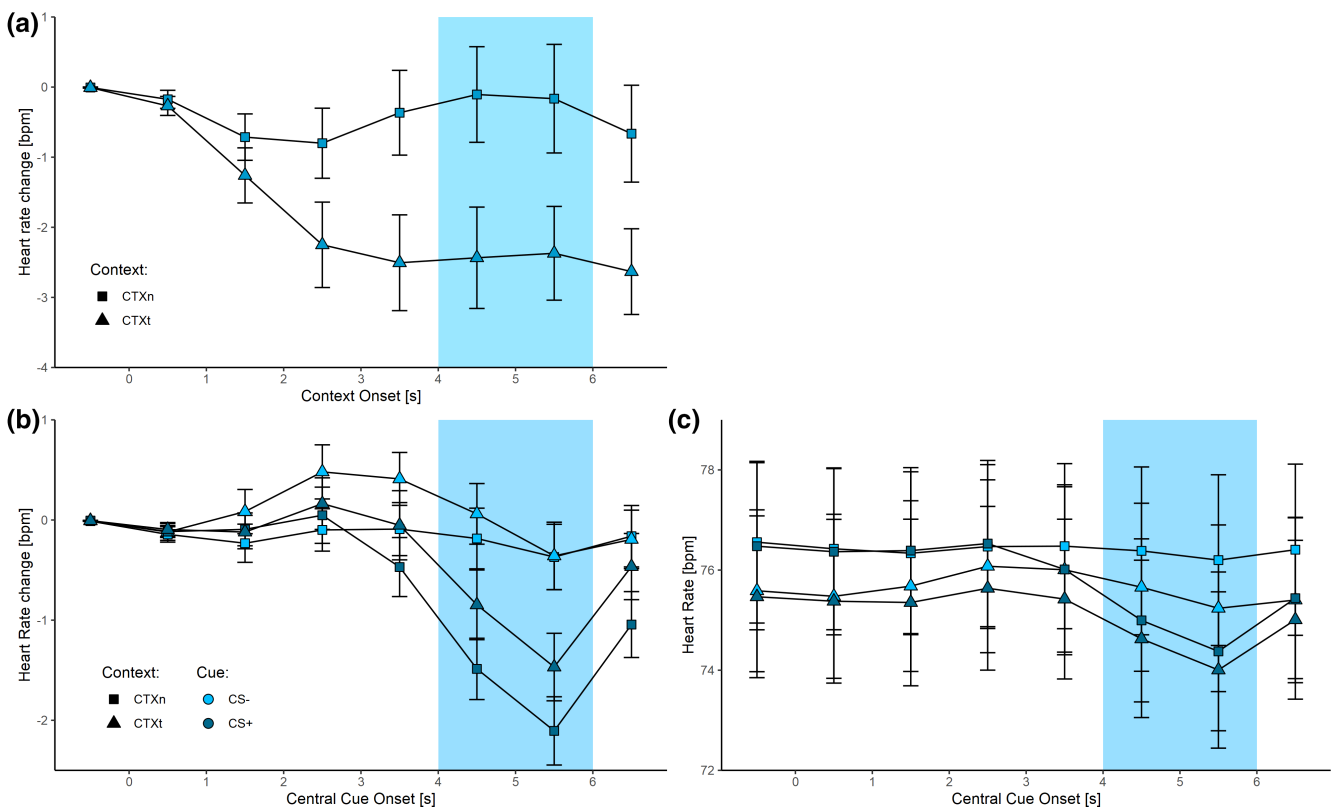 (a)
Heart rate change [bpm]
1
0
-1
-2
-3
-4
Context:
CTXn
CTXt
0 1 2 3 4 5 6
Context Onset [s]
(b)
Heart Rate change [bpm]
1
0
-1
-2
Context: Cue:
CTXn CS-
CTXt CS+
0 1 2 3 4 5 6
Central Cue Onset [s]
(c)
Heart Rate [bpm]
78
76
74
72
0 1 2 3 4 5 6
Central Cue Onset [s]